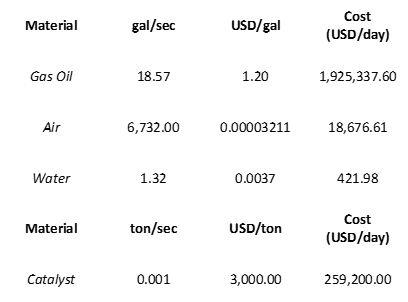 Material gal/sec USD/gal Cost (USD/day)
Gas Oil 18.57 1.20 1,925,337.60
Air 6,732.00 0.00003211 18,676.61
Water 1.32 0.0037 421.98
Material ton/sec USD/ton Cost (USD/day)
Catalyst 0.001 3,000.00 259,200.00